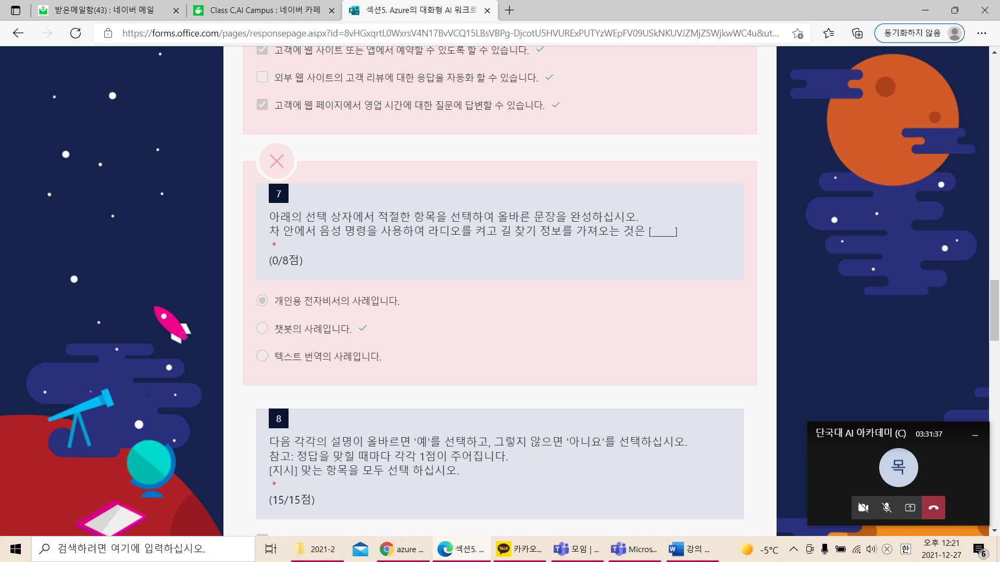 받은메일함(43) : 네이버 메일
Class C,AI Campus : 네이버 카페
섹션5. Azure의 대화형 AI 워크로
https://forms.office.com/pages/responsepage.aspx?id=8vHGxqrtL0WxrsV4N17BvVCQ15LBsVBPg-DjcotU5HVURExPUTYzWEpFV09USkNKUVJZMjZSWjkwWC4u&ut...
동기화하지 않음
고객에 웹 사이트 또는 앱에서 예약할 수 있도록 할 수 있습니다.
외부 웹 사이트의 고객 리뷰에 대한 응답을 자동화 할 수 있습니다.
고객에 웹 페이지에서 영업 시간에 대한 질문에 답변할 수 있습니다.
7
아래의 선택 상자에서 적절한 항목을 선택하여 올바른 문장을 완성하십시오.
차 안에서 음성 명령을 사용하여 라디오를 켜고 길 찾기 정보를 가져오는 것은 [_____]
*
(0/8점)
개인용 전자비서의 사례입니다.
챗봇의 사례입니다.
텍스트 번역의 사례입니다.
8
다음 각각의 설명이 올바르면 '예'를 선택하고, 그렇지 않으면 '아니요'를 선택하십시오.
참고: 정답을 맞힐 때마다 각각 1점이 주어집니다.
[지시] 맞는 항목을 모두 선택 하십시오.
*
(15/15점)
단국대 AI 아카데미 (C) 03:31:37
목
검색하려면 여기에 입력하십시오.
2021-2
azure ...
섹션5. ...
TALK
카카오...
모임 | ...
Micros...
강의 ...
-5°C
한
오후 12:21
2021-12-27
6